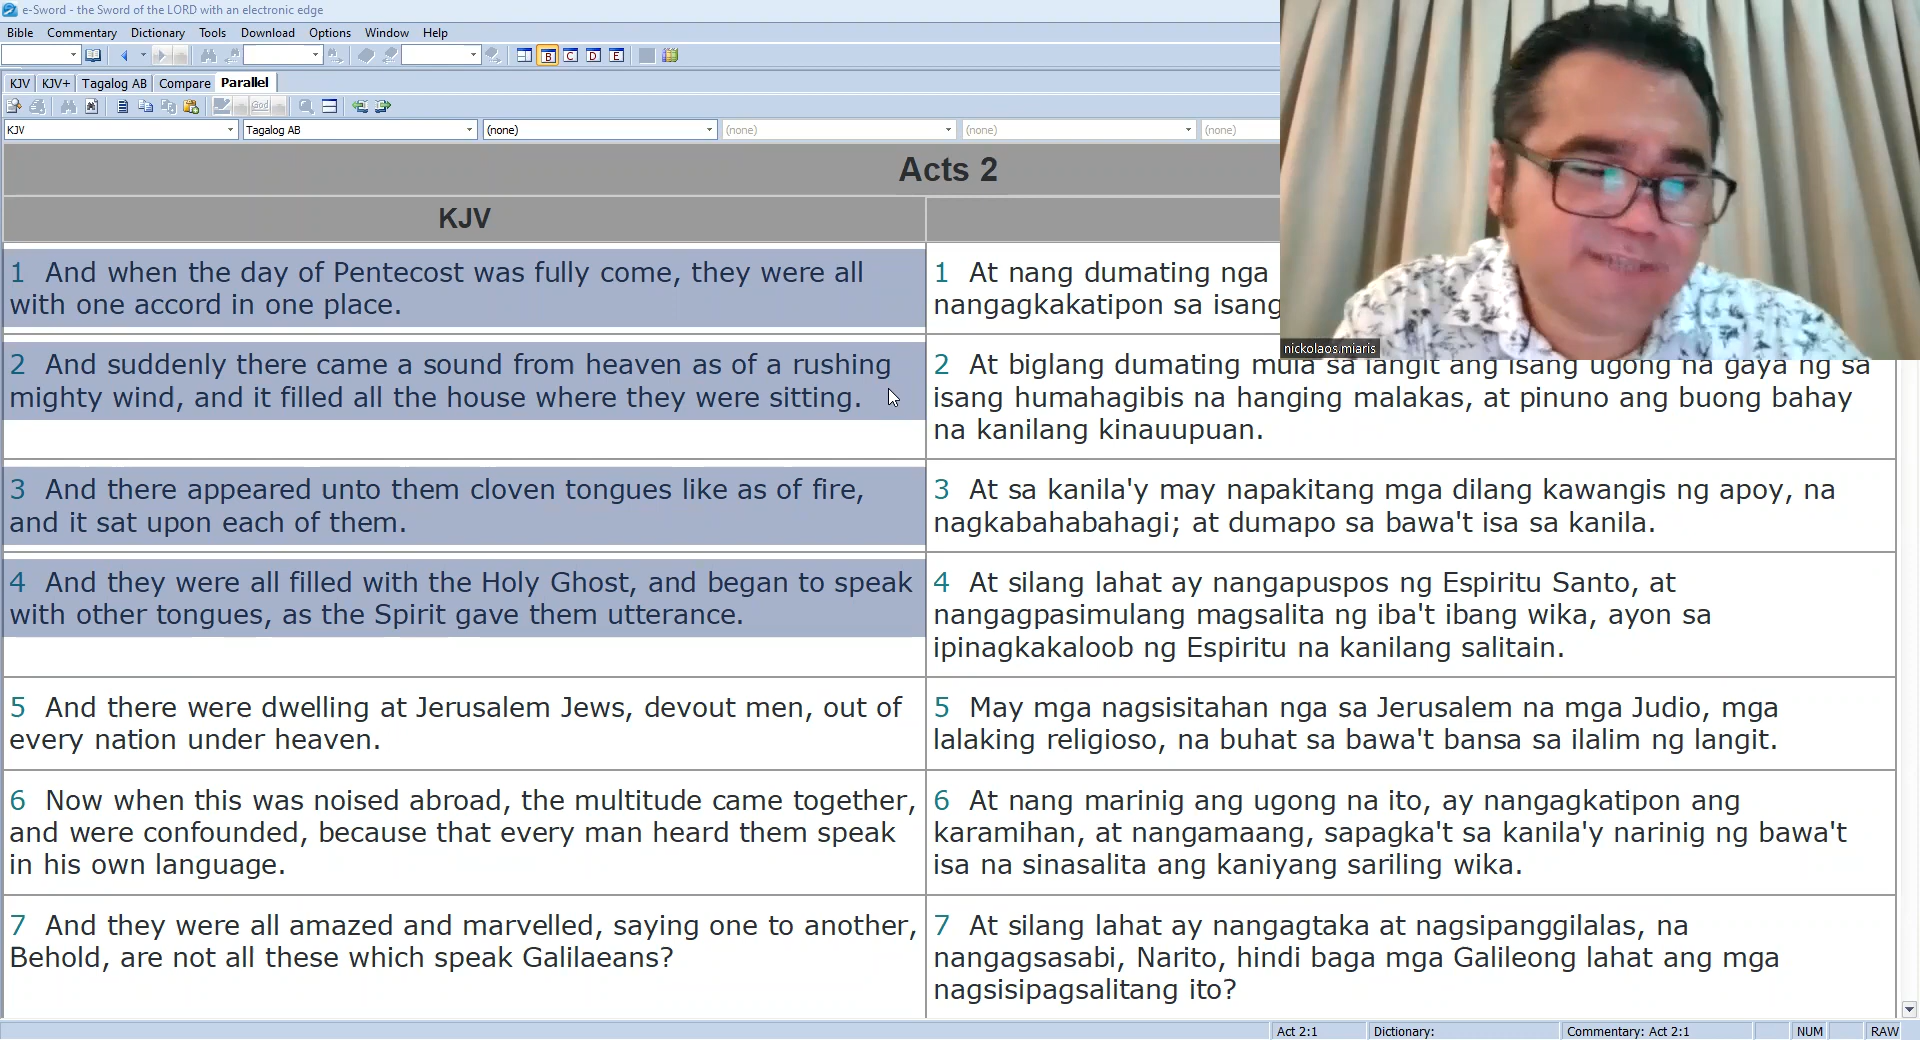 e-Sword - the Sword of the LORD with an electronic edge
Bible Commentary Dictionary Tools Download Options Window Help
B C D E
KJV KJV+ Tagalog AB Compare Parallel
God
KJV Tagalog AB (none) (none) (none) (none)
Acts 2
KJV
1 And when the day of Pentecost was fully come, they were all
with one accord in one place.
1 At nang dumating nga
nangagkakatipon sa isang
nickolaos.miaris
2 And suddenly there came a sound from heaven as of a rushing
mighty wind, and it filled all the house where they were sitting.
2 At biglang dumating mula sa langit ang isang ugong na gaya ng sa
isang humahagibis na hanging malakas, at pinuno ang buong bahay
na kanilang kinauupuan.
3 And there appeared unto them cloven tongues like as of fire,
and it sat upon each of them.
3 At sa kanila'y may napakitang mga dilang kawangis ng apoy, na
nagkabahabahagi; at dumapo sa bawa't isa sa kanila.
4 And they were all filled with the Holy Ghost, and began to speak
with other tongues, as the Spirit gave them utterance.
4 At silang lahat ay nangapuspos ng Espiritu Santo, at
nangagpasimulang magsalita ng iba't ibang wika, ayon sa
ipinagkakaloob ng Espiritu na kanilang salitain.
5 And there were dwelling at Jerusalem Jews, devout men, out of
every nation under heaven.
5 May mga nagsisitahan nga sa Jerusalem na mga Judio, mga
lalaking religioso, na buhat sa bawa't bansa sa ilalim ng langit.
6 Now when this was noised abroad, the multitude came together,
and were confounded, because that every man heard them speak
in his own language.
6 At nang marinig ang ugong na ito, ay nangagkatipon ang
karamihan, at nangamaang, sapagka't sa kanila'y narinig ng bawa't
isa na sinasalita ang kaniyang sariling wika.
7 And they were all amazed and marvelled, saying one to another,
Behold, are not all these which speak Galilaeans?
7 At silang lahat ay nangagtaka at nagsipanggilalas, na
nangagsasabi, Narito, hindi baga mga Galileong lahat ang mga
nagsisipagsalitang ito?
Act 2:1 Dictionary: Commentary: Act 2:1 NUM RAW